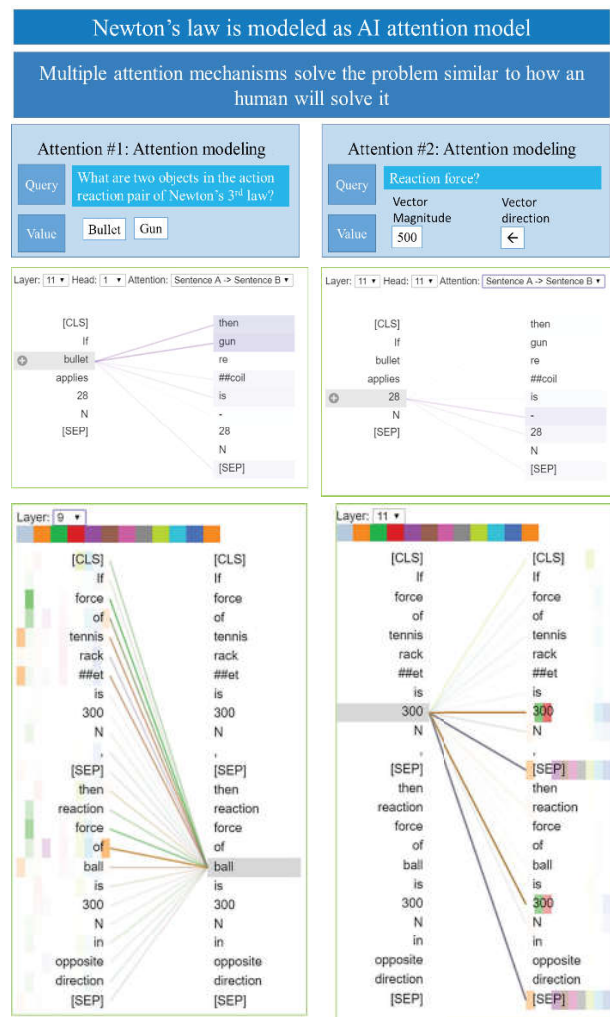 Newton's law is modeled as AI attention model
Multiple attention mechanisms solve the problem similar to how an
human will solve it
Attention #1: Attention modeling
Query
What are two objects in the action
reaction pair of Newton's 3rd law?
Value
Bullet
Gun
Attention #2: Attention modeling
Query
Reaction force?
Vector
Magnitude
Vector
direction
Value
500
←
Layer: 11 Head: 1 Attention: Sentence A -> Sentence B
[CLS] then
If gun
bullet re
applies ##coil
28 is
N -
[SEP] 28
N
[SEP]
Layer: 11 Head: 11 Attention: Sentence A -> Sentence B
[CLS] then
If gun
bullet re
applies ##coil
28 is
N -
[SEP] 28
N
[SEP]
Layer: 9
[CLS] [CLS]
If If
force force
of of
tennis tennis
rack rack
##et ##et
is is
300 300
N N
, ,
[SEP] [SEP]
then then
reaction reaction
force force
of of
ball ball
is is
300 300
N N
in in
opposite opposite
direction direction
[SEP] [SEP]
Layer: 11
[CLS] [CLS]
If If
force force
of of
tennis tennis
rack rack
##et ##et
is is
300 300
N N
, ,
[SEP] [SEP]
then then
reaction reaction
force force
of of
ball ball
is is
300 300
N N
in in
opposite opposite
direction direction
[SEP] [SEP]